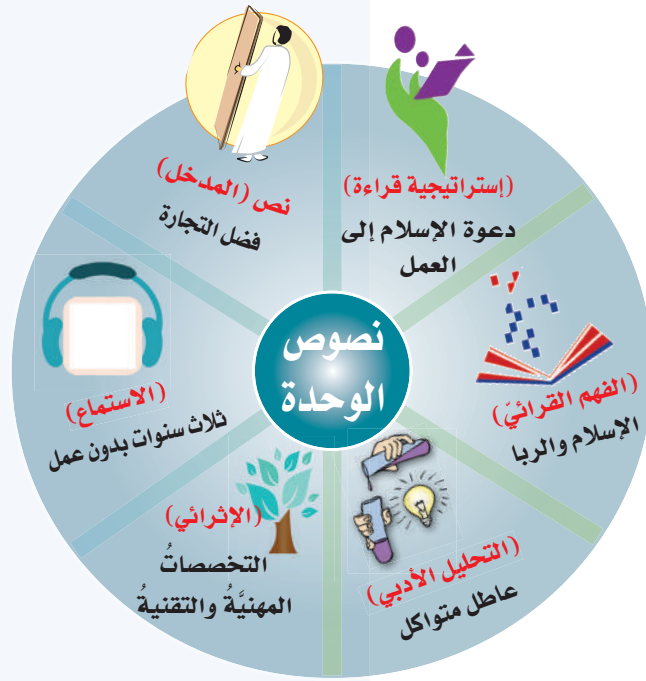 نصوص
الوحدة
نص (المدخل)
فضل التجارة
(إستراتيجية قراءة)
دعوة الإسلام إلى
العمل
(الفهم القرائيّ)
الإسلام والربا
(التحليل الأدبي)
عاطل متواكل
(الإثرائي)
التخصصاتُ
المهنيَّةُ والتقنيةُ
(الاستماع)
ثلاث سنوات بدون عمل